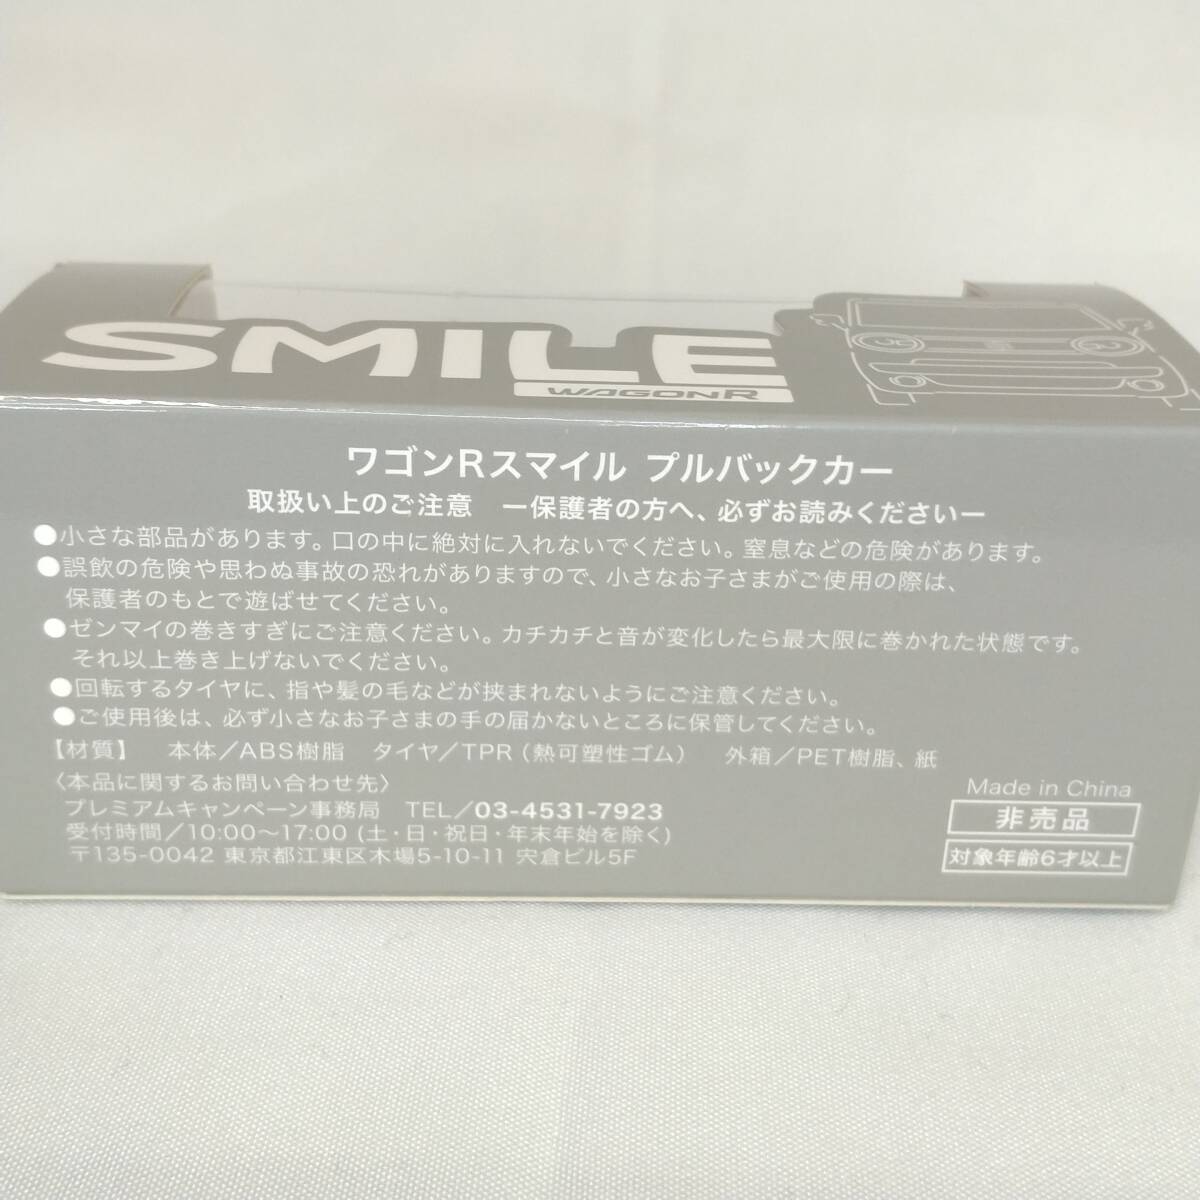 SMILE
WAGONR
ワゴンRスマイル プルバックカー
取扱い上のご注意 ー保護者の方へ、必ずお読みくださいー
●小さな部品があります。口の中に絶対に入れないでください。窒息などの危険があります。
●誤飲の危険や思わぬ事故の恐れがありますので、小さなお子さまがご使用の際は、
保護者のもとで遊ばせてください。
●ゼンマイの巻きすぎにご注意ください。カチカチと音が変化したら最大限に巻かれた状態です。
それ以上巻き上げないでください。
●回転するタイヤに、指や髪の毛などが挟まれないようにご注意ください。
●ご使用後は、必ず小さなお子さまの手の届かないところに保管してください。
【材質】 本体／ABS樹脂 タイヤ／TPR（熱可塑性ゴム） 外箱／PET樹脂、紙
〈本品に関するお問い合わせ先〉
プレミアムキャンペーン事務局 TEL／03-4531-7923
受付時間／10:00〜17:00 (土・日・祝日・年末年始を除く)
〒135-0042 東京都江東区木場5-10-11 宍倉ビル5F
Made in China
非売品
対象年齢6才以上